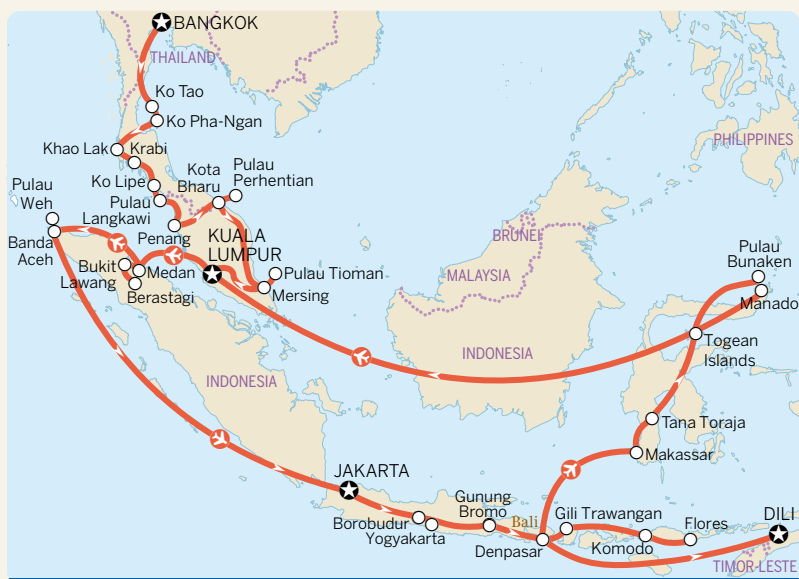 BANGKOK
THAILAND
Ko Tao
Ko Pha-Ngan
PHILIPPINES
Khao Lak
Krabi
Kota
Bharu
Pulau
Perhentian
Ko Lipe
Pulau
Weh
Pulau
Langkawi
Penang
KUALA
LUMPUR
BRUNEI
Banda
Aceh
Pulau
Bunaken
Bukit
Lawang
Medan
Pulau Tioman
MALAYSIA
Berastagi
Mersing
Manado
Togean
Islands
INDONESIA
INDONESIA
Tana Toraja
Makassar
JAKARTA
Gunung
Bromo
Borobudur
Yogyakarta
Bali
Gili Trawangan
DILI
Flores
Denpasar
Komodo
TIMOR-LESTE